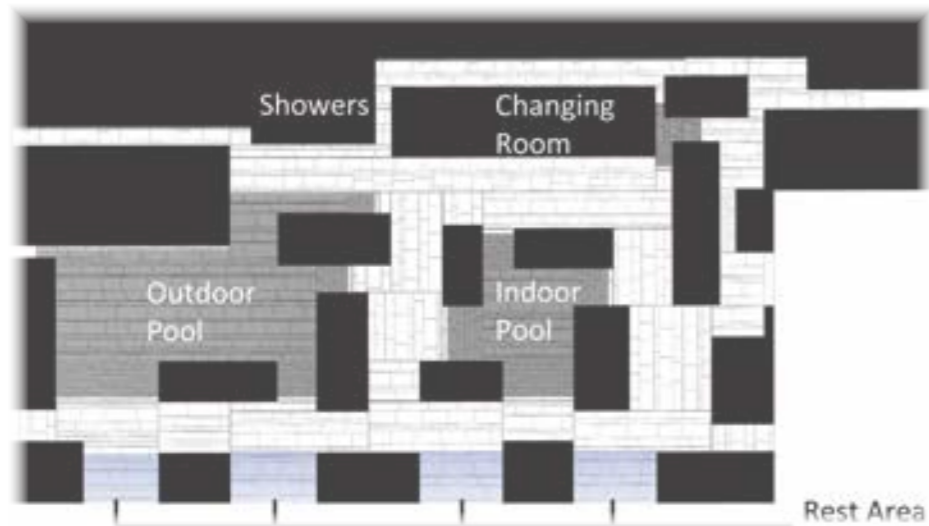 Showers
Changing
Room
Outdoor
Pool
Indoor
Pool
Rest Area